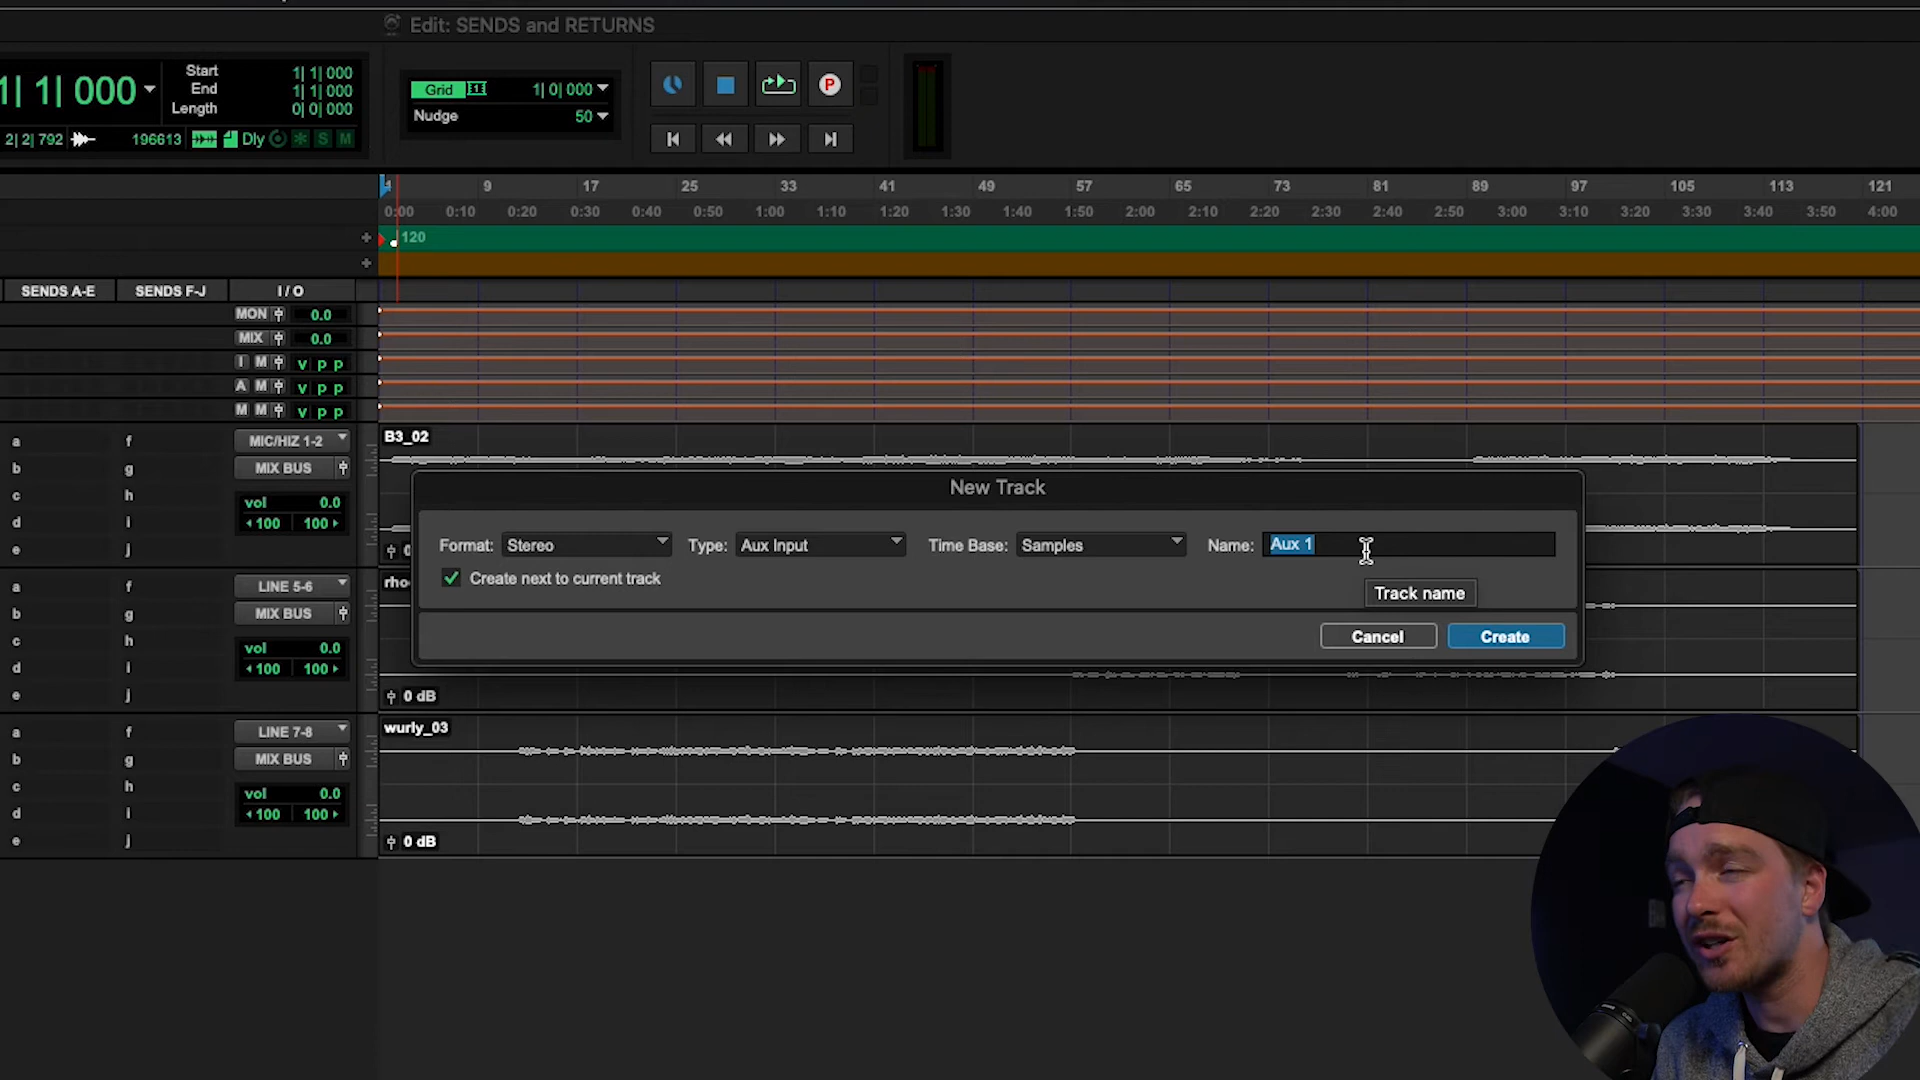 Edit: SENDS and RETURNS
1| 1| 000
Start 1| 1| 000
End 1| 1| 000
Length 0| 0| 000
2| 2| 792 196613 Dly S M
Grid 1| 0| 000
Nudge 50
P
9 17 25 33 41 49 57 65 73 81 89 97 105 113 121
0:00 0:10 0:20 0:30 0:40 0:50 1:00 1:10 1:20 1:30 1:40 1:50 2:00 2:10 2:20 2:30 2:40 2:50 3:00 3:10 3:20 3:30 3:40 3:50 4:00
+ 120
+
SENDS A-E SENDS F-J I / O
MON 0.0
MIX 0.0
I M v p p
A M v p p
M M v p p
a f MIC/HIZ 1-2 B3_02
b g MIX BUS
c h vol 0.0
d i 100 100
e j 0
New Track
Format: Stereo Type: Aux Input Time Base: Samples Name: Aux 1
Create next to current track
Track name
Cancel Create
a f LINE 5-6 rho
b g MIX BUS
c h vol 0.0
d i 100 100
e j 0 dB
a f LINE 7-8 wurly_03
b g MIX BUS
c h vol 0.0
d i 100 100
e j 0 dB